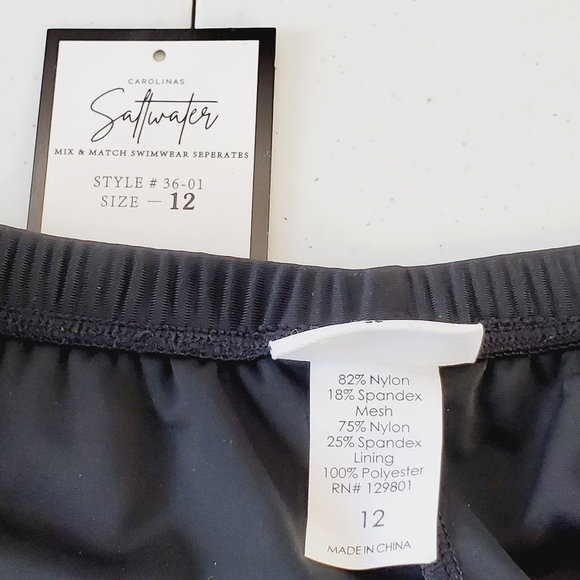 CAROLINAS
Saltwater
MIX & MATCH SWIMWEAR SEPERATES
STYLE # 36-01
SIZE — 12
82% Nylon
18% Spandex
Mesh
75% Nylon
25% Spandex
Lining
100% Polyester
RN# 129801
12
MADE IN CHINA